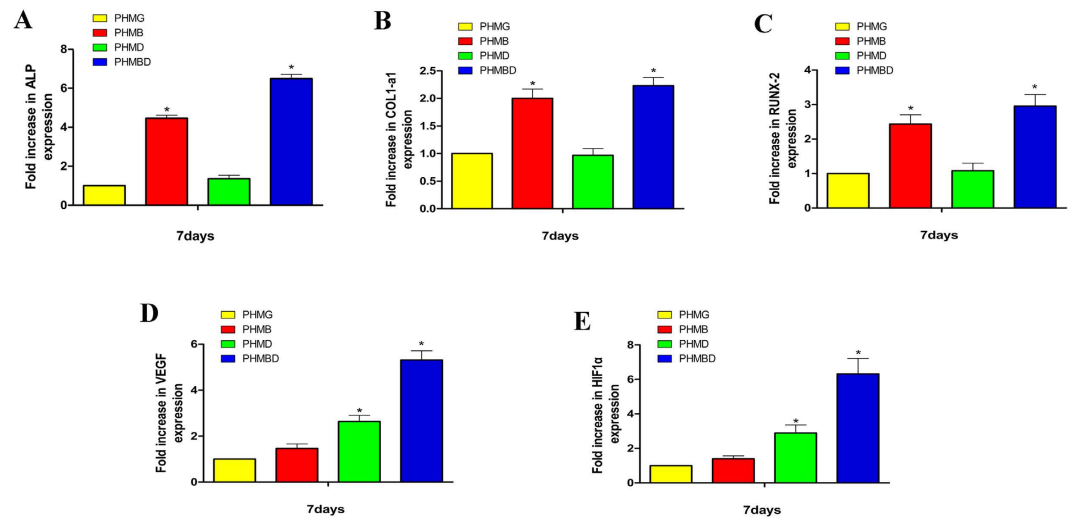 A
PHMG
PHMB
PHMD
PHMBD
Fold increase in ALP
expression
8
6
4
2
0
*
*
7days
B
PHMG
PHMB
PHMD
PHMBD
Fold increase in COL1-a1
expression
2.5
2.0
1.5
1.0
0.5
0.0
*
*
7days
C
PHMG
PHMB
PHMD
PHMBD
Fold increase in RUNX-2
expression
4
3
2
1
0
*
*
7days
D
PHMG
PHMB
PHMD
PHMBD
Fold increase in VEGF
expression
6
4
2
0
*
*
7days
E
PHMG
PHMB
PHMD
PHMBD
Fold increase in HIF1α
expression
8
6
4
2
0
*
*
7days